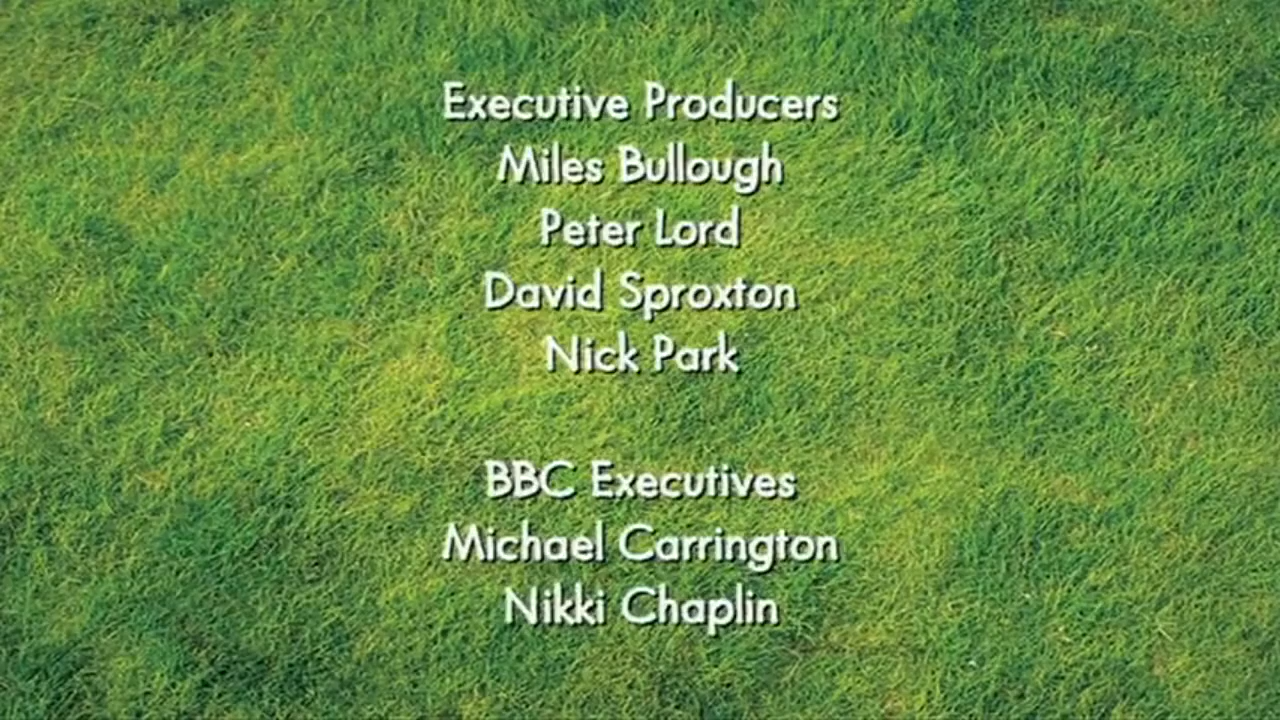 Executive Producers
Miles Bullough
Peter Lord
David Sproxton
Nick Park
BBC Executives
Michael Carrington
Nikki Chaplin